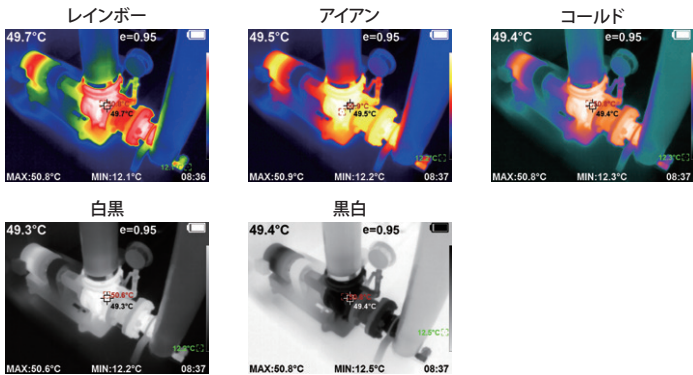 レインボー
アイアン
コールド
49.7°C e=0.95
49.5°C e=0.95
49.4°C e=0.95
49.7°C
49.5°C
49.4°C
12.2°C
12.3°C
MAX:50.8°C MIN:12.1°C 08:36
MAX:50.9°C MIN:12.2°C 08:37
MAX:50.8°C MIN:12.3°C 08:37
白黒
黒白
49.3°C e=0.95
49.4°C e=0.95
50.6°C
49.3°C
49.4°C
12.2°C
12.5°C
MAX:50.6°C MIN:12.2°C 08:37
MAX:50.8°C MIN:12.5°C 08:37